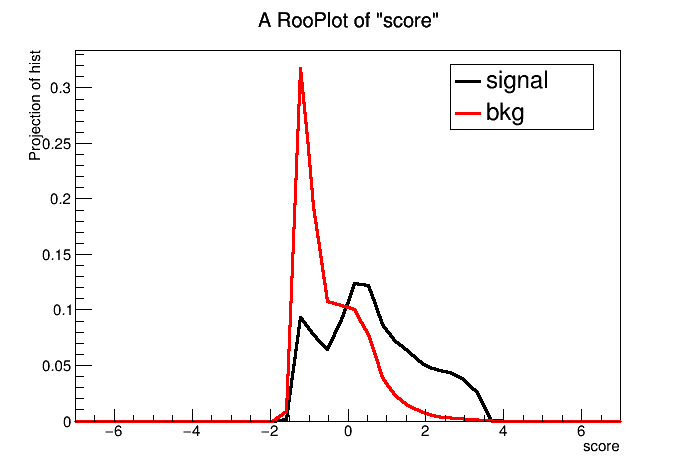 A RooPlot of "score"
Projection of hist
0.3
0.25
0.2
0.15
0.1
0.05
0
−6
−4
−2
0
2
4
6
score
signal
bkg